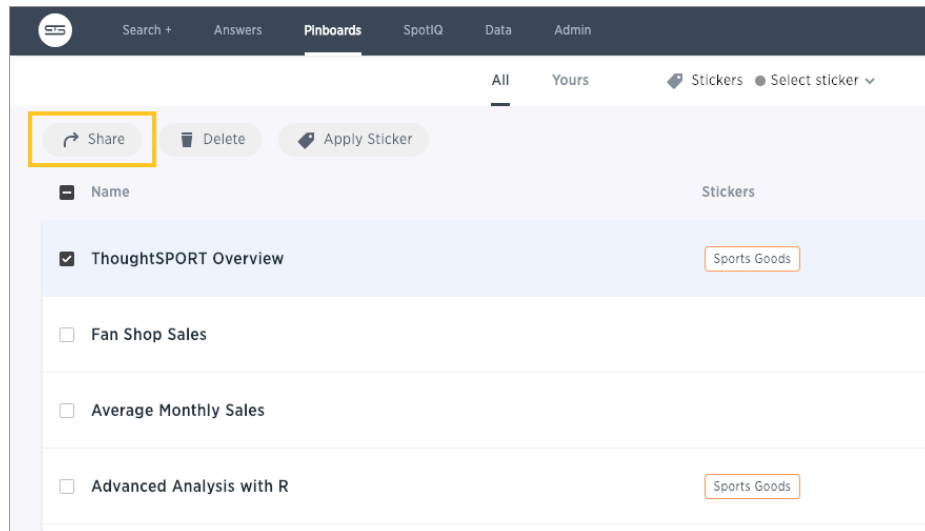 Search + Answers Pinboards SpotIQ Data Admin
All Yours Stickers Select sticker
Share Delete Apply Sticker
Name Stickers
ThoughtSPORT Overview Sports Goods
Fan Shop Sales
Average Monthly Sales
Advanced Analysis with R Sports Goods